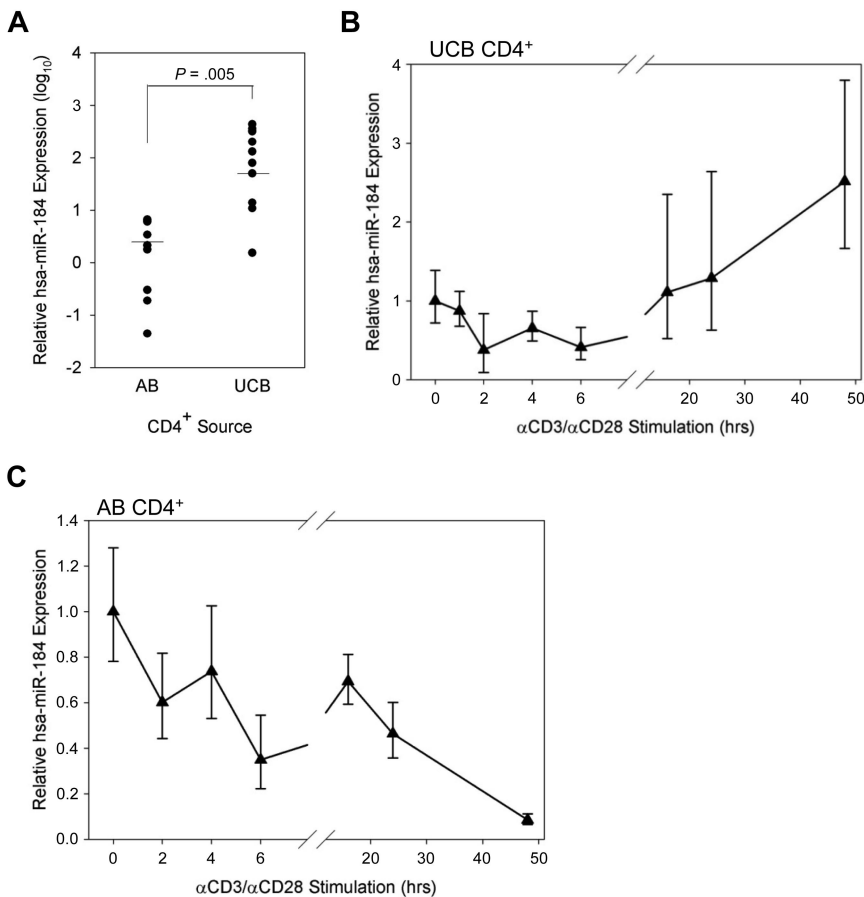 A
Relative hsa-miR-184 Expression (log₁₀)
4
3
2
1
0
-1
-2
P = .005
AB UCB
CD4⁺ Source
B
UCB CD4⁺
Relative hsa-miR-184 Expression
4
3
2
1
0
0 2 4 6 20 30 40 50
αCD3/αCD28 Stimulation (hrs)
C
AB CD4⁺
Relative hsa-miR-184 Expression
1.4
1.2
1.0
0.8
0.6
0.4
0.2
0.0
0 2 4 6 20 30 40 50
αCD3/αCD28 Stimulation (hrs)